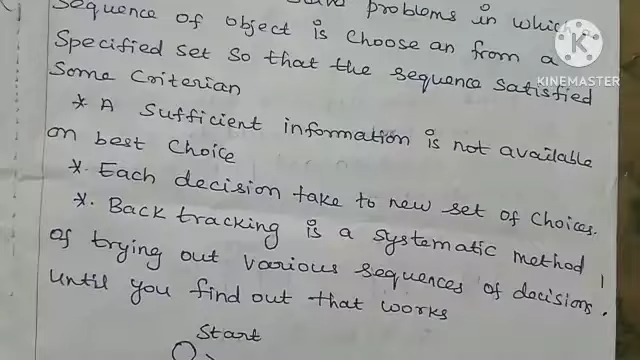 problems in which a
Sequence of object is choose an from a
Specified set so that the sequence satisfied
Some Criterian
* A Sufficient information is not available
on best Choice
*. Each decision take to new set of Choices.
*. Back tracking is a systematic method
of trying out various sequences of decisions.
Until you find out that works
Start
KINEMASTER